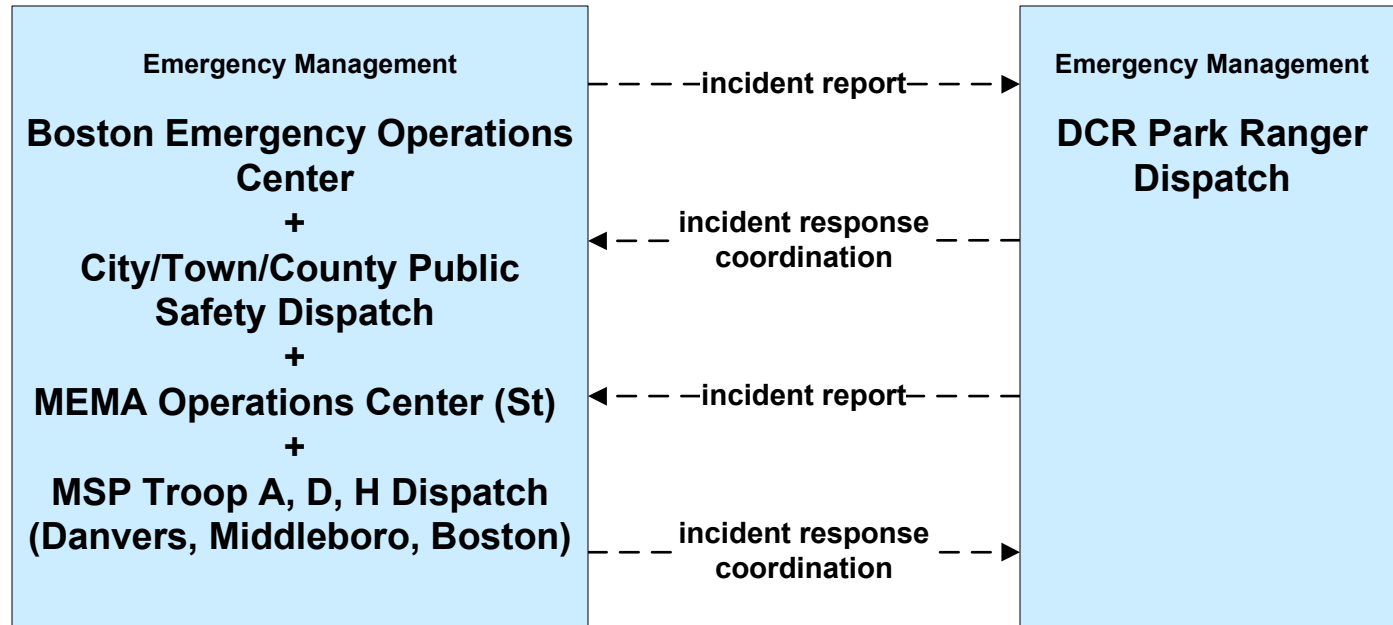 Emergency Management
Boston Emergency Operations
Center
+
City/Town/County Public
Safety Dispatch
+
MEMA Operations Center (St)
+
MSP Troop A, D, H Dispatch
(Danvers, Middleboro, Boston)
incident report
incident response
coordination
incident report
incident response
coordination
Emergency Management
DCR Park Ranger
Dispatch